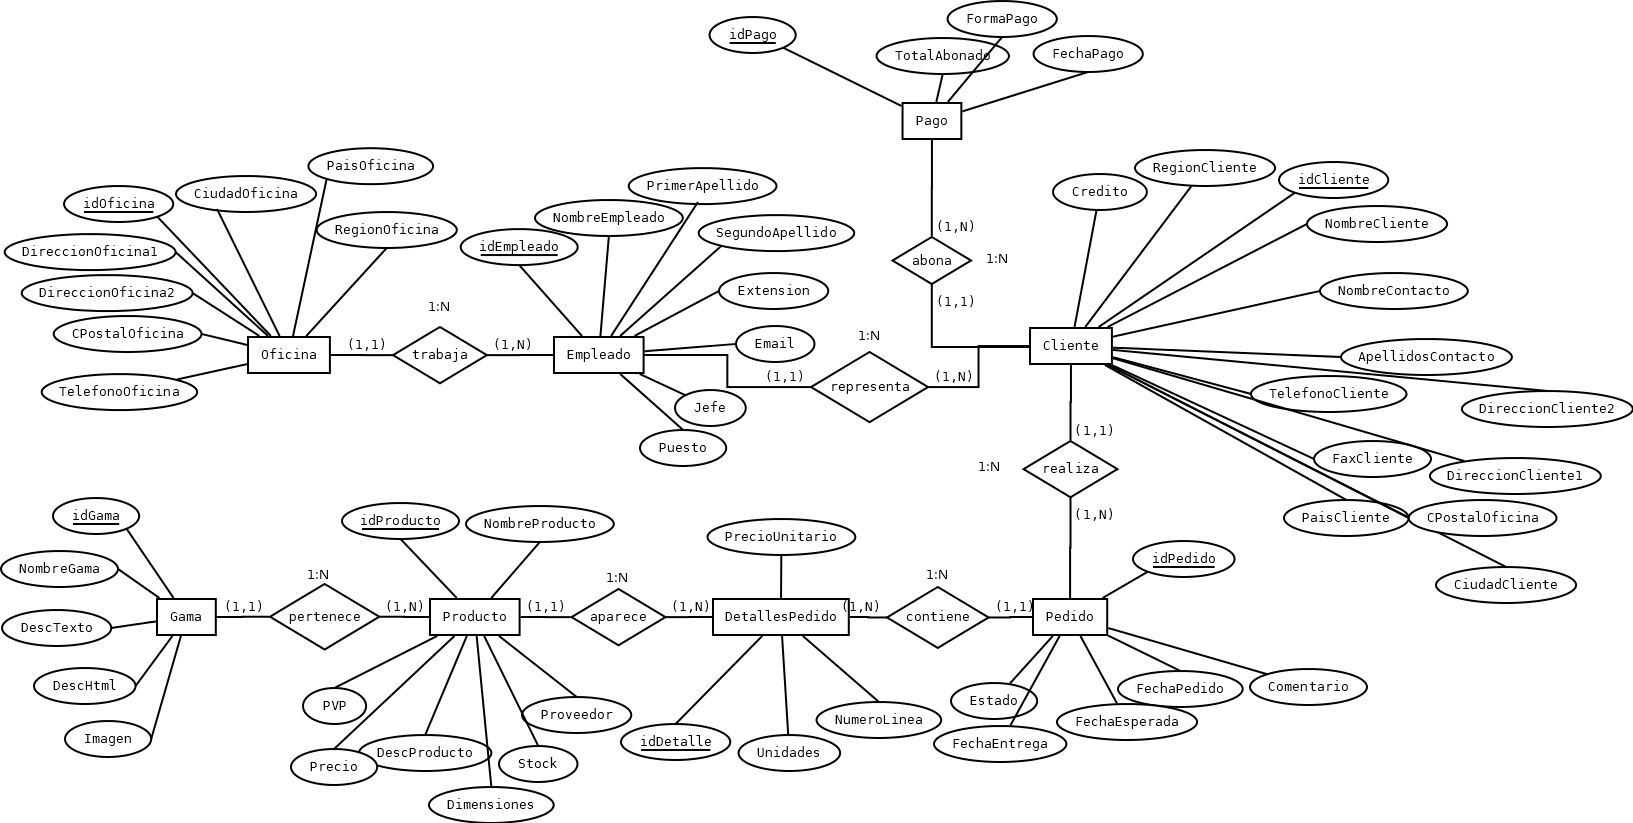 FormaPago
idPago
TotalAbonado
FechaPago
Pago
PaisOficina
RegionCliente
idCliente
CiudadOficina
PrimerApellido
Credito
idOficina
NombreEmpleado
NombreCliente
RegionOficina
SegundoApellido
(1,N)
idEmpleado
DireccionOficina1
abona
1:N
DireccionOficina2
Extension
NombreContacto
1:N
(1,1)
CPostalOficina
1:N
Email
(1,1)
(1,N)
Cliente
Oficina
trabaja
Empleado
ApellidosContacto
(1,1)
(1,N)
representa
TelefonoOficina
TelefonoCliente
Jefe
DireccionCliente2
(1,1)
Puesto
FaxCliente
1:N
realiza
DireccionCliente1
(1,N)
idGama
idProducto
NombreProducto
PaisCliente
CPostalOficina
PrecioUnitario
idPedido
NombreGama
1:N
1:N
1:N
CiudadCliente
(1,1)
(1,N)
(1,1)
(1,N)
(1,N)
(1,1)
Gama
pertenece
Producto
aparece
DetallesPedido
contiene
Pedido
DescTexto
DescHtml
FechaPedido
Comentario
Estado
PVP
Proveedor
NumeroLinea
FechaEsperada
Imagen
idDetalle
FechaEntrega
DescProducto
Unidades
Precio
Stock
Dimensiones